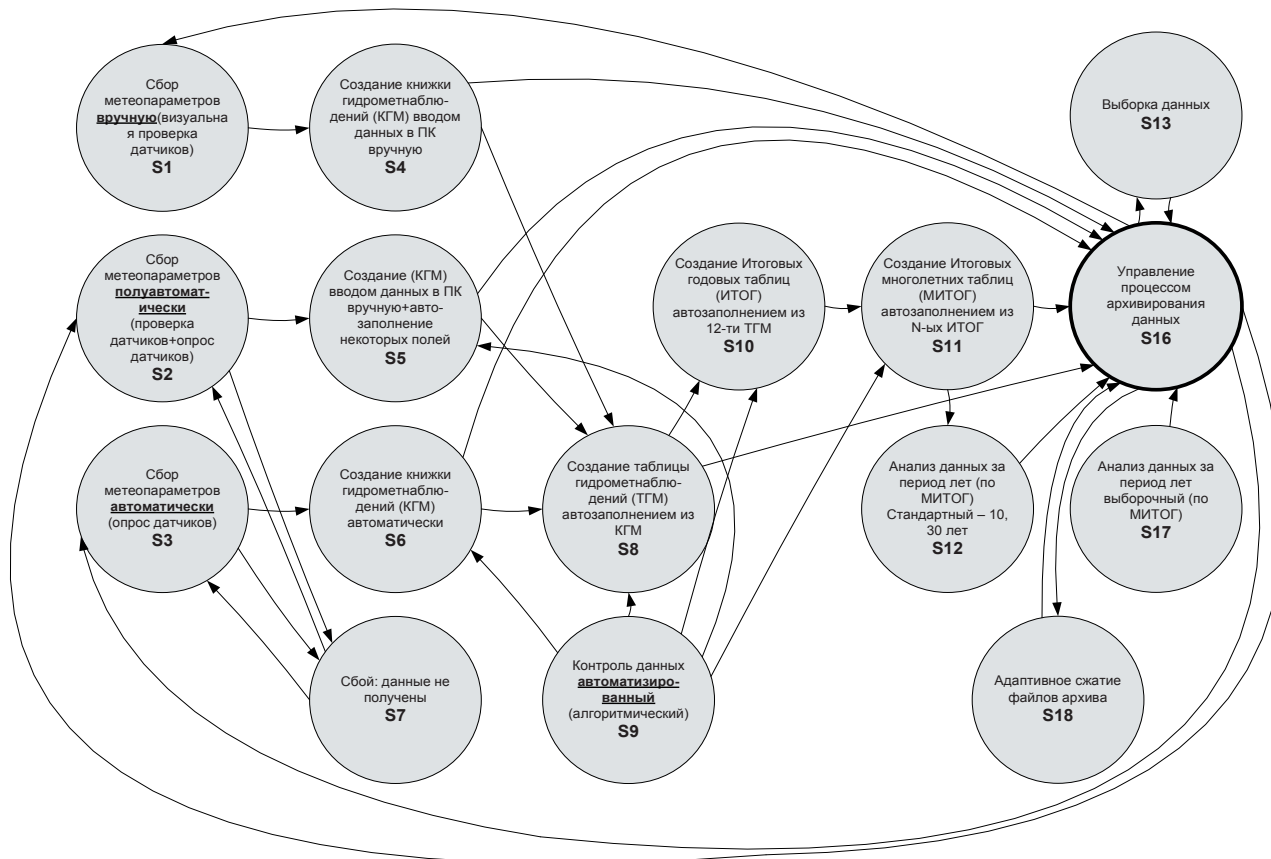 Сбор
метеопараметров
вручную(визуальна
я проверка
датчиков)
S1
Создание книжки
гидрометнаблю-
дений (КГМ) вводом
данных в ПК
вручную
S4
Выборка данных
S13
Сбор
метеопараметров
полуавтомат-
ически
(проверка
датчиков+опрос
датчиков)
S2
Создание (КГМ)
вводом данных в ПК
вручную+авто-
заполнение
некоторых полей
S5
Создание Итоговых
годовых таблиц
(ИТОГ)
автозаполнением из
12-ти ТГМ
S10
Создание Итоговых
многолетних таблиц
(МИТОГ)
автозаполнением из
N-ых ИТОГ
S11
Управление
процессом
архивирования
данных
S16
Сбор
метеопараметров
автоматически
(опрос датчиков)
S3
Создание книжки
гидрометнаблю-
дений (КГМ)
автоматически
S6
Создание таблицы
гидрометнаблю-
дений (ТГМ)
автозаполнением из
КГМ
S8
Анализ данных за
период лет (по
МИТОГ)
Стандартный – 10,
30 лет
S12
Анализ данных за
период лет
выборочный (по
МИТОГ)
S17
Сбой: данные не
получены
S7
Контроль данных
автоматизиро-
ванный
(алгоритмический)
S9
Адаптивное сжатие
файлов архива
S18